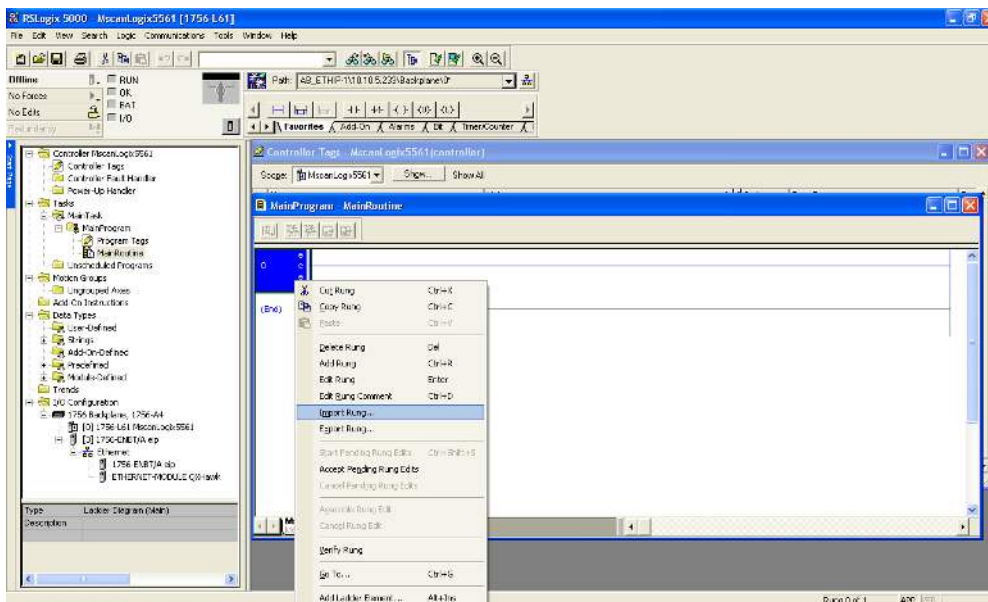 RSLogix 5000 - MscanLogix5561 [1756-L61]
File Edit View Search Logic Communications Tools Window Help
Offline
RUN
No Forces
OK
No Edits
BAT
I/O
Redundancy
Path: AB_ETHIP-1\10.10.5.233\Backplane\0*
Favorites Add-On Alarms Bit Timer/Counter
Start Page
Controller MscanLogix5561
Controller Tags
Controller Fault Handler
Power-Up Handler
Tasks
MainTask
MainProgram
Program Tags
MainRoutine
Unscheduled Programs
Motion Groups
Ungrouped Axes
Add-On Instructions
Data Types
User-Defined
Strings
Add-On-Defined
Predefined
Module-Defined
Trends
I/O Configuration
1756 Backplane, 1756-A4
[0] 1756-L61 MscanLogix5561
[3] 1756-ENBT/A eip
Ethernet
1756-ENBT/A eip
ETHERNET-MODULE QXHawk
Type Ladder Diagram (Main)
Description
Controller Tags - MscanLogix5561(controller)
Scope: MscanLogix5561 Show... Show All
MainProgram - MainRoutine
0
e
e
e
(End)
Cut Rung Ctrl+X
Copy Rung Ctrl+C
Paste Ctrl+V
Delete Rung Del
Add Rung Ctrl+R
Edit Rung Enter
Edit Rung Comment Ctrl+D
Import Rung...
Export Rung...
Start Pending Rung Edits Ctrl+Shift+S
Accept Pending Rung Edits
Cancel Pending Rung Edits
Assemble Rung Edit
Cancel Rung Edit
Verify Rung
Go To... Ctrl+G
Add Ladder Element... Alt+Ins
Rung 0 of 1 APP